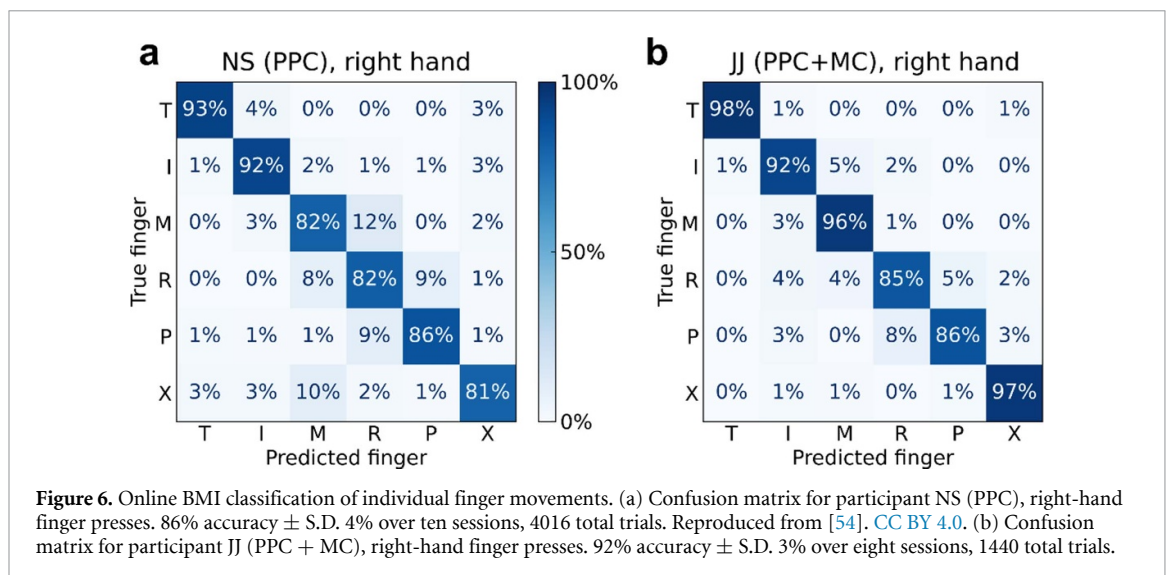 a
NS (PPC), right hand
True finger
T 93% 4% 0% 0% 0% 3%
I 1% 92% 2% 1% 1% 3%
M 0% 3% 82% 12% 0% 2%
R 0% 0% 8% 82% 9% 1%
P 1% 1% 1% 9% 86% 1%
X 3% 3% 10% 2% 1% 81%
T I M R P X
Predicted finger
100%
50%
0%
b
JJ (PPC+MC), right hand
True finger
T 98% 1% 0% 0% 0% 1%
I 1% 92% 5% 2% 0% 0%
M 0% 3% 96% 1% 0% 0%
R 0% 4% 4% 85% 5% 2%
P 0% 3% 0% 8% 86% 3%
X 0% 1% 1% 0% 1% 97%
T I M R P X
Predicted finger
Figure 6. Online BMI classification of individual finger movements. (a) Confusion matrix for participant NS (PPC), right-hand
finger presses. 86% accuracy ± S.D. 4% over ten sessions, 4016 total trials. Reproduced from [54]. CC BY 4.0. (b) Confusion
matrix for participant JJ (PPC + MC), right-hand finger presses. 92% accuracy ± S.D. 3% over eight sessions, 1440 total trials.